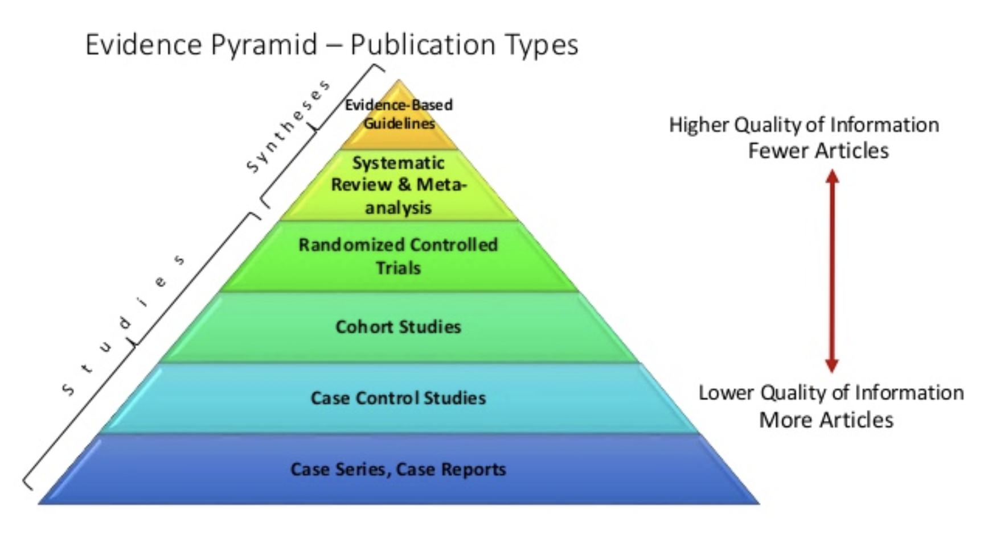 Evidence Pyramid – Publication Types
Syntheses
Evidence-Based
Guidelines
Systematic
Review & Meta-
analysis
Studies
Randomized Controlled
Trials
Cohort Studies
Case Control Studies
Case Series, Case Reports
Higher Quality of Information
Fewer Articles
Lower Quality of Information
More Articles